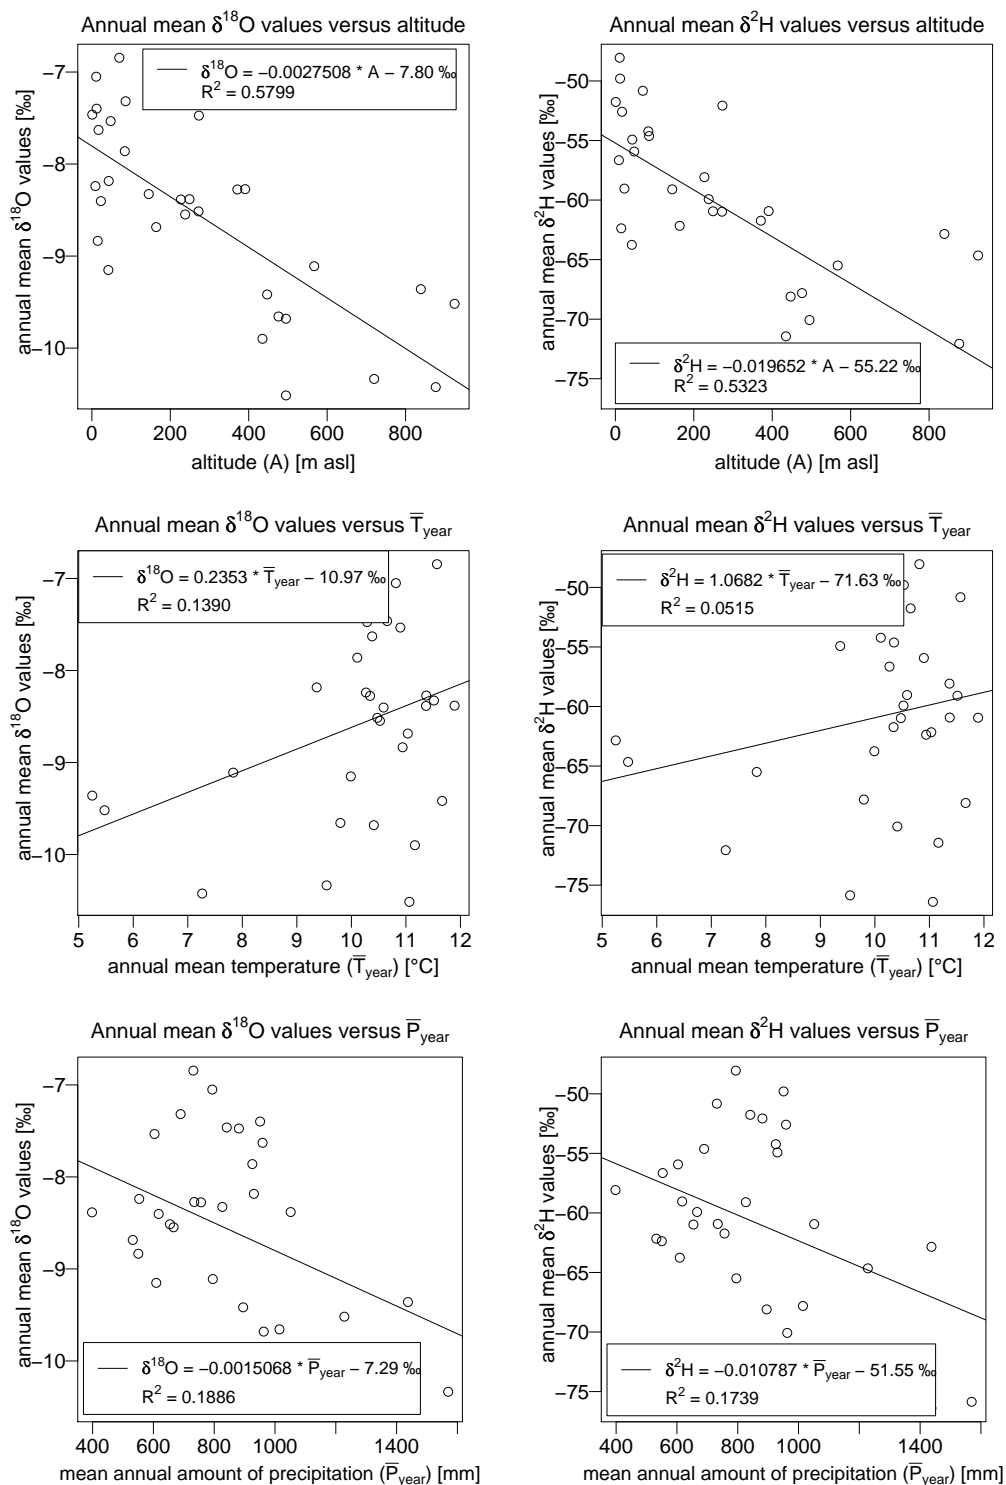 Annual mean δ¹⁸O values versus altitude
δ¹⁸O = −0.0027508 * A − 7.80 ‰
R² = 0.5799
annual mean δ¹⁸O values [‰]
−7
−8
−9
−10
0 200 400 600 800
altitude (A) [m asl]
Annual mean δ²H values versus altitude
annual mean δ²H values [‰]
−50
−55
−60
−65
−70
−75
δ²H = −0.019652 * A − 55.22 ‰
R² = 0.5323
0 200 400 600 800
altitude (A) [m asl]
Annual mean δ¹⁸O values versus T̅year
δ¹⁸O = 0.2353 * T̅year − 10.97 ‰
R² = 0.1390
annual mean δ¹⁸O values [‰]
−7
−8
−9
−10
5 6 7 8 9 10 11 12
annual mean temperature (T̅year) [°C]
Annual mean δ²H values versus T̅year
δ²H = 1.0682 * T̅year − 71.63 ‰
R² = 0.0515
annual mean δ²H values [‰]
−50
−55
−60
−65
−70
−75
5 6 7 8 9 10 11 12
annual mean temperature (T̅year) [°C]
Annual mean δ¹⁸O values versus P̅year
annual mean δ¹⁸O values [‰]
−7
−8
−9
−10
δ¹⁸O = −0.0015068 * P̅year − 7.29 ‰
R² = 0.1886
400 600 800 1000 1400
mean annual amount of precipitation (P̅year) [mm]
Annual mean δ²H values versus P̅year
annual mean δ²H values [‰]
−50
−55
−60
−65
−70
−75
δ²H = −0.010787 * P̅year − 51.55 ‰
R² = 0.1739
400 600 800 1000 1400
mean annual amount of precipitation (P̅year) [mm]